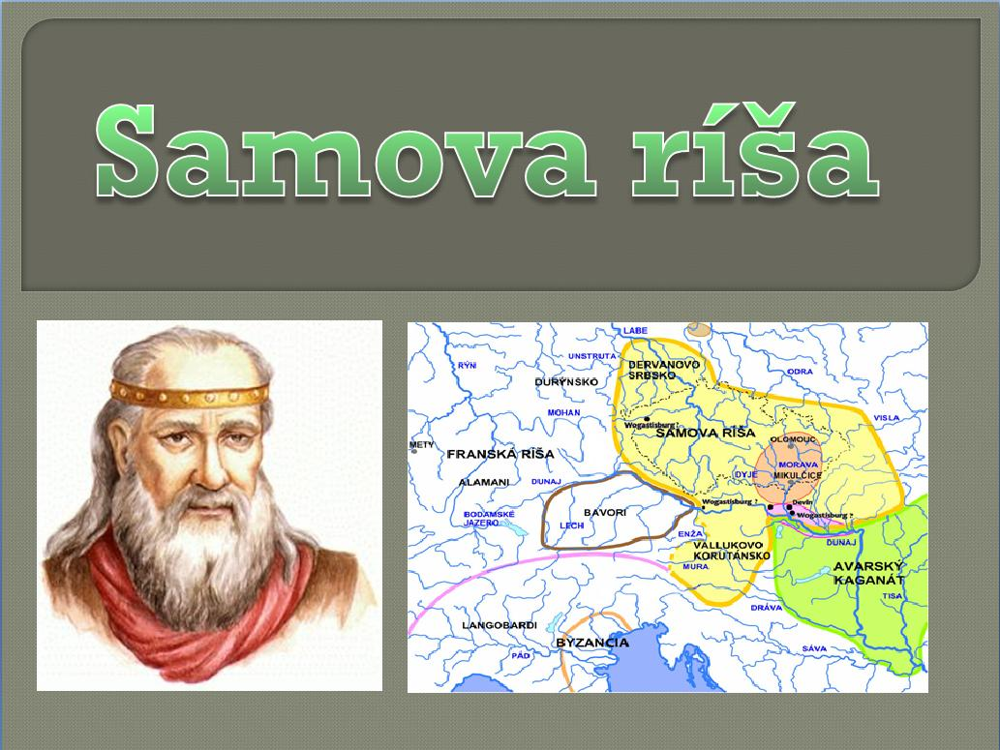 Samova ríša
LABE
UNSTRUTA
RÝN
DERVANOVO
SRBSKO
ODRA
DURÝNSKO
MOHAN
VISLA
Wogastisburg ?
SAMOVA RÍŠA
OLOMOUC
METY
FRANSKÁ RÍŠA
MORAVA
DYJE
MIKULČICE
ALAMANI
DUNAJ
Wogastisburg ?
Devín
BAVORI
Wogastisburg ?
BODAMSKÉ
JAZERO
LECH
ENŽA
DUNAJ
VALLUKOVO
KORUTÁNSKO
MURA
AVARSKÝ
KAGANÁT
TISA
DRÁVA
LANGOBARDI
BYZANCIA
SÁVA
PÁD